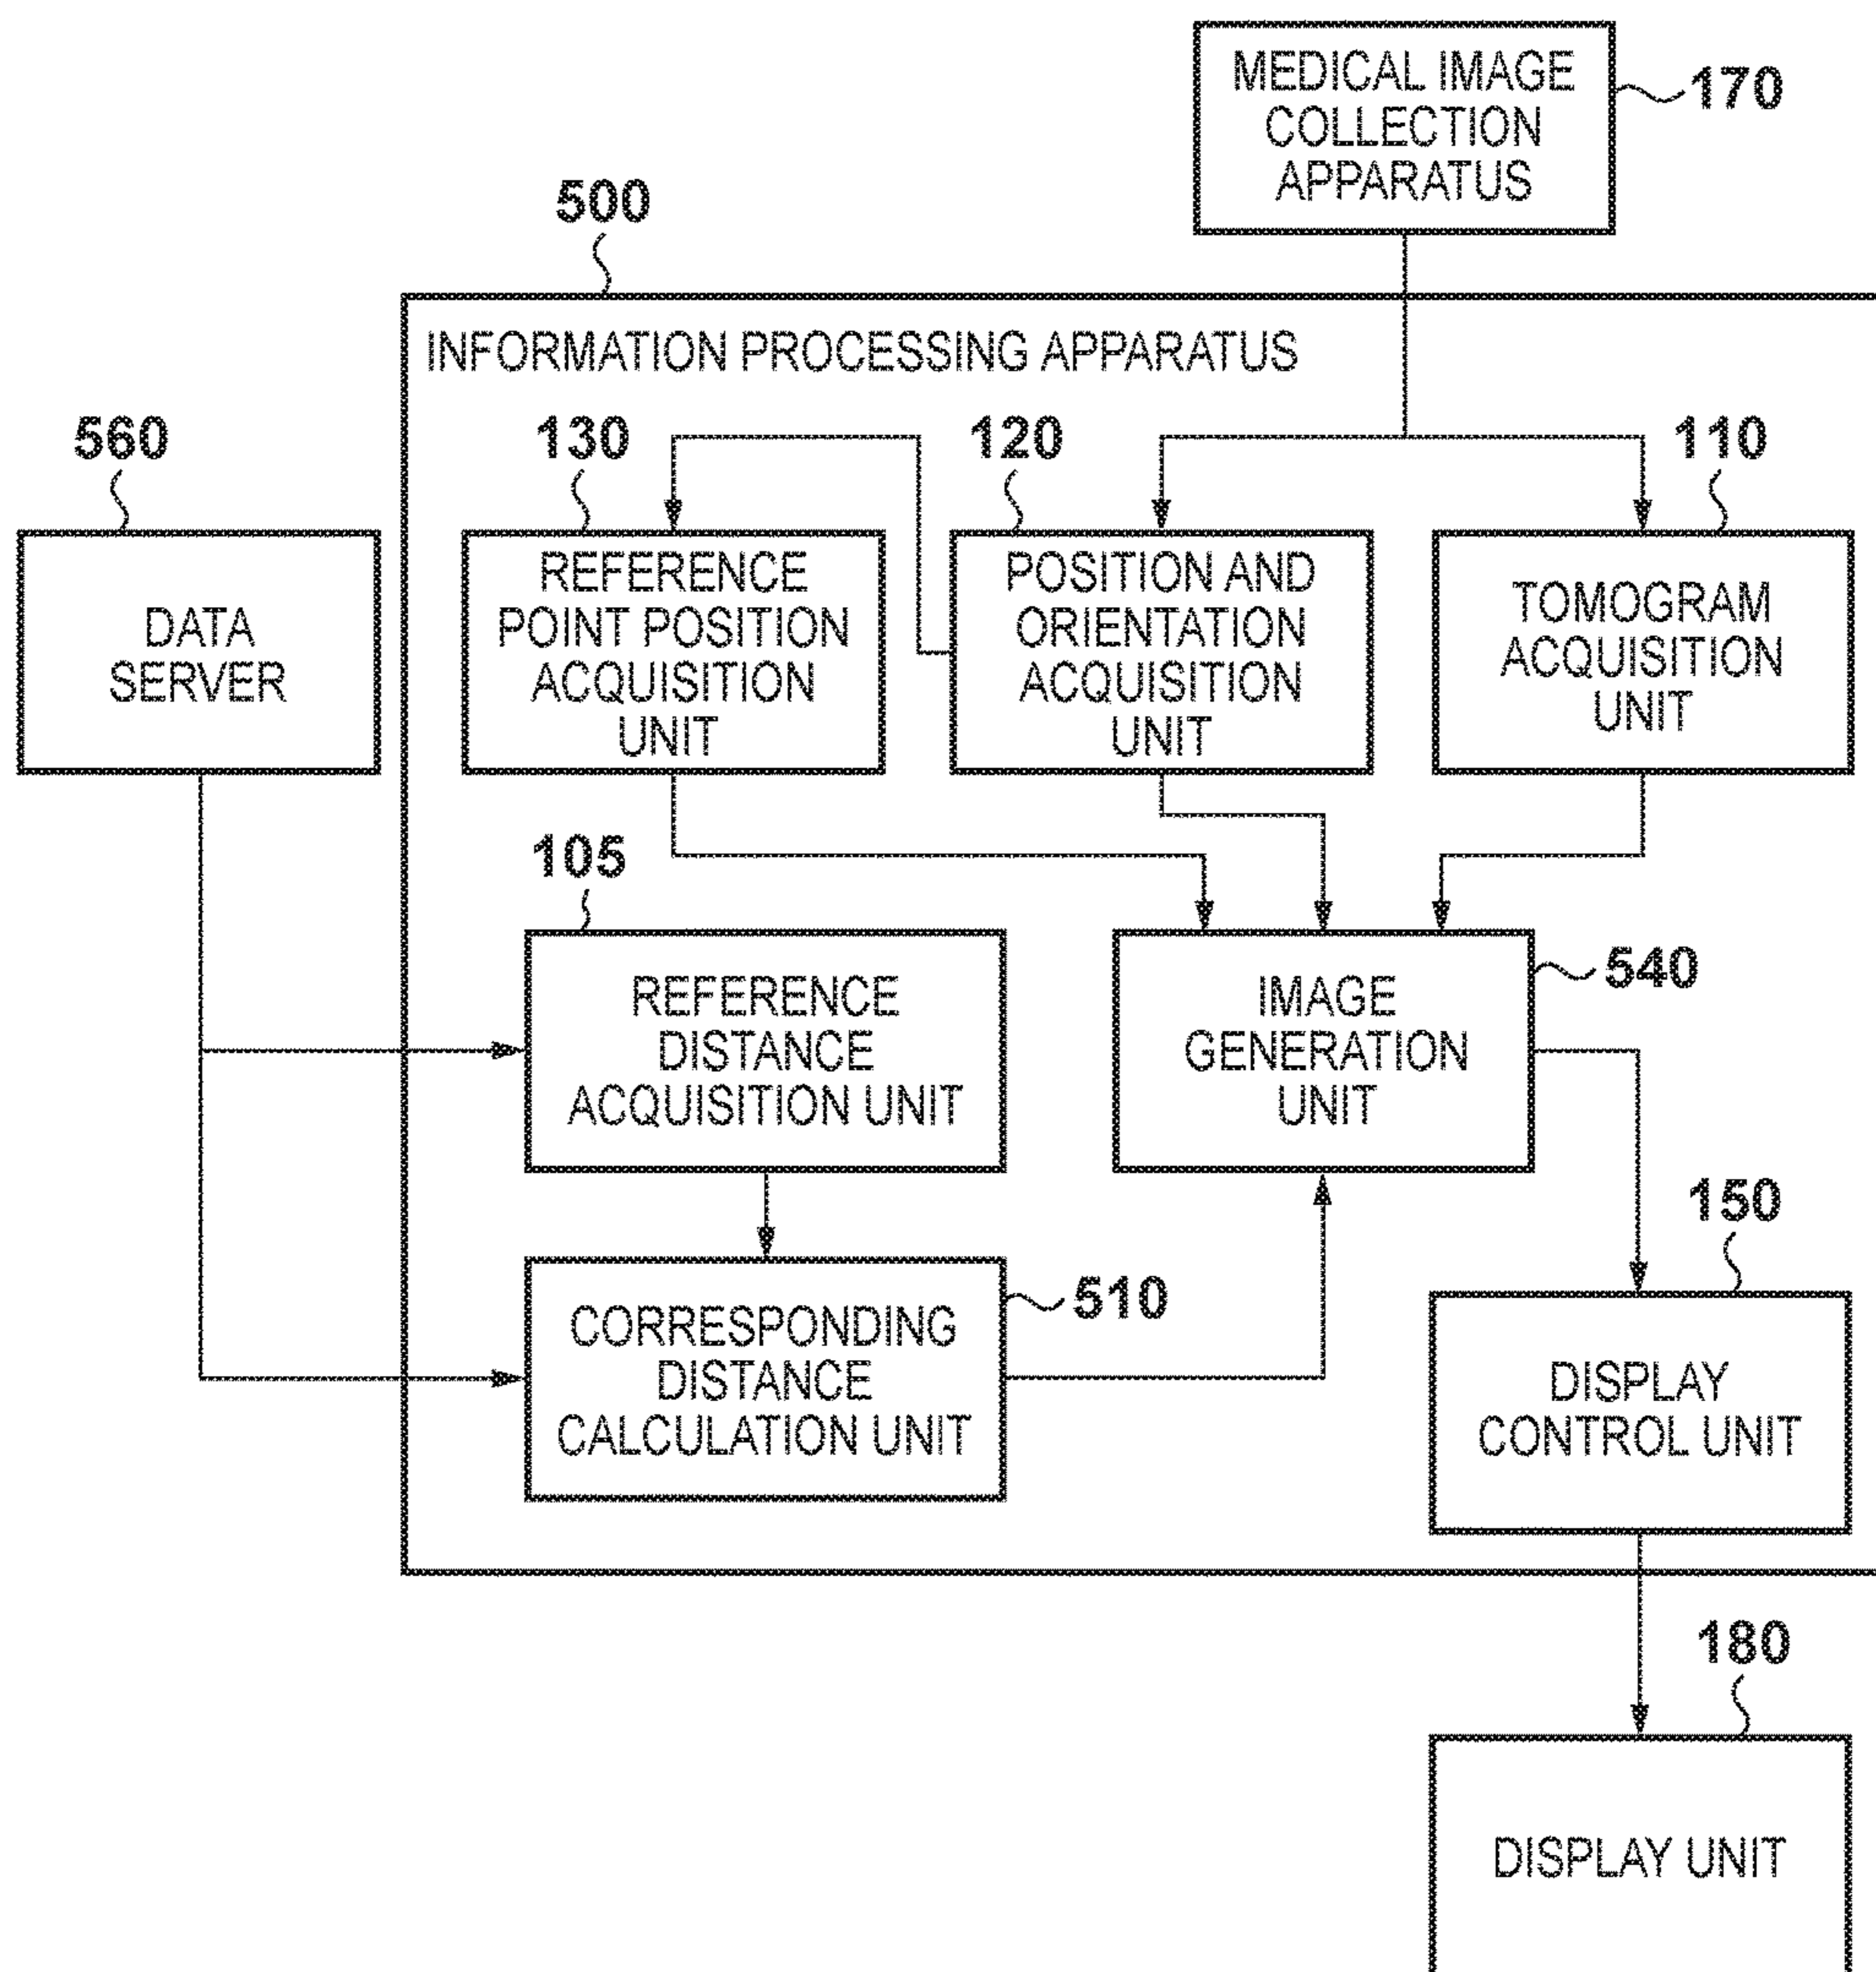 MEDICAL IMAGE
COLLECTION
APPARATUS
170
500
INFORMATION PROCESSING APPARATUS
560
130
120
110
DATA
SERVER
REFERENCE
POINT POSITION
ACQUISITION
UNIT
POSITION AND
ORIENTATION
ACQUISITION
UNIT
TOMOGRAM
ACQUISITION
UNIT
105
REFERENCE
DISTANCE
ACQUISITION UNIT
IMAGE
GENERATION
UNIT
540
150
CORRESPONDING
DISTANCE
CALCULATION UNIT
510
DISPLAY
CONTROL UNIT
180
DISPLAY UNIT